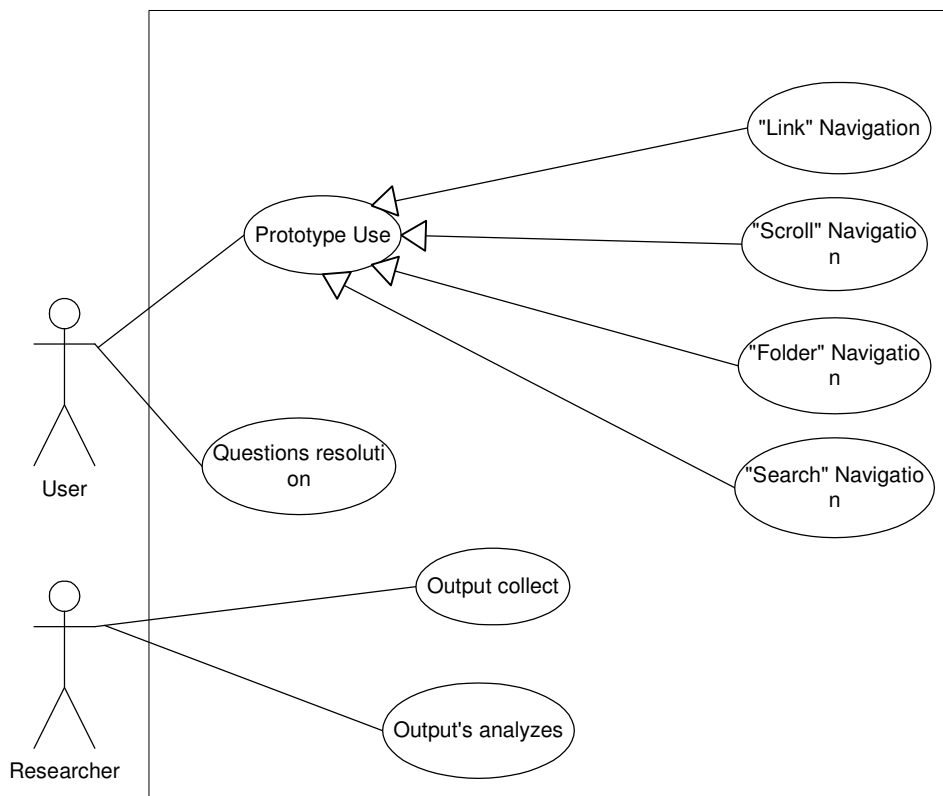 "Link" Navigation
Prototype Use
"Scroll" Navigatio
n
"Folder" Navigatio
n
Questions resoluti
on
"Search" Navigatio
n
User
Output collect
Output's analyzes
Researcher